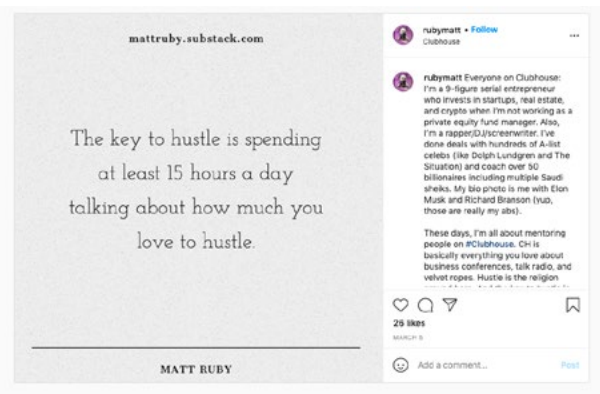 mattruby.substack.com
The key to hustle is spending
at least 15 hours a day
talking about how much you
love to hustle.
MATT RUBY
rubymatt • Follow
Clubhouse
rubymatt Everyone on Clubhouse:
I'm a 9-figure serial entrepreneur
who invests in startups, real estate,
and crypto when I'm not working as a
private equity fund manager. Also,
I'm a rapper/DJ/screenwriter. I've
done deals with hundreds of A-list
celebs (like Dolph Lundgren and The
Situation) and coach over 50
billionaires including multiple Saudi
sheiks. My bio photo is me with Elon
Musk and Richard Branson (yup,
those are really my abs).
These days, I'm all about mentoring
people on #Clubhouse. CH is
basically everything you love about
business conferences, talk radio, and
velvet ropes. Hustle is the religion
26 likes
MARCH 5
Add a comment...
Post